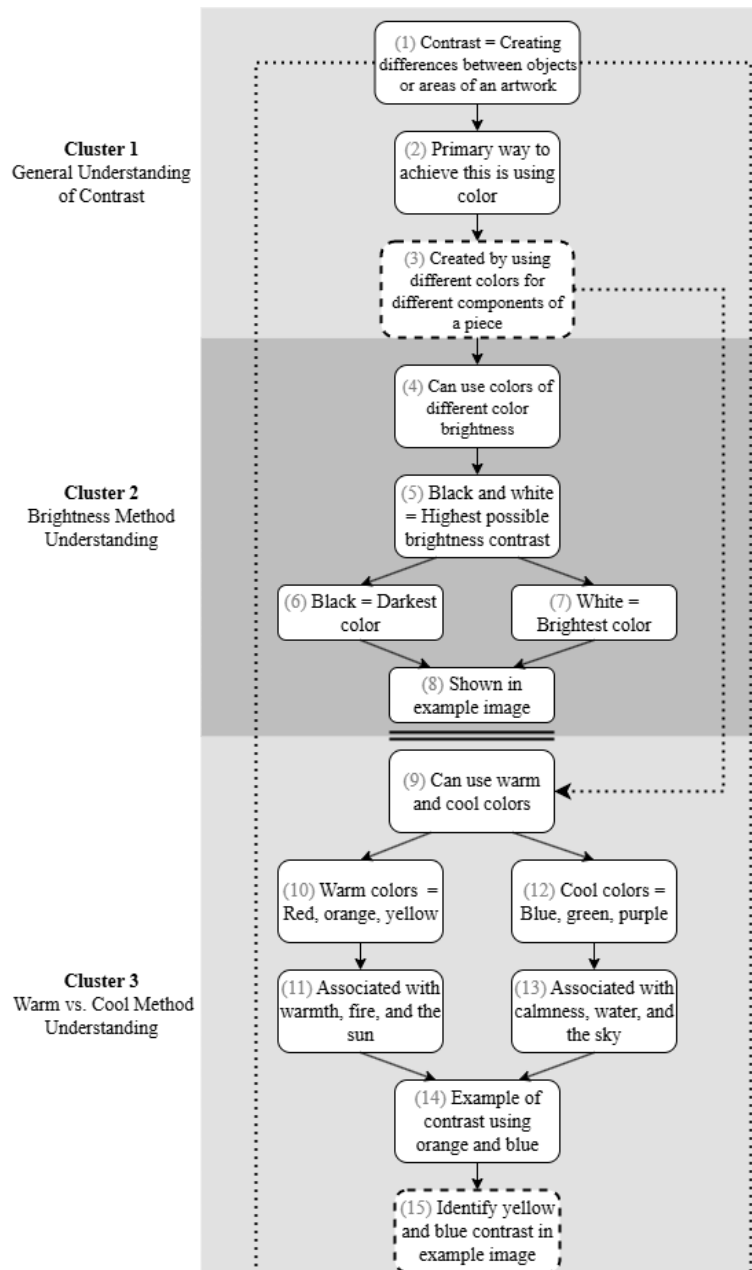 (1) Contrast = Creating
differences between objects
or areas of an artwork
Cluster 1
General Understanding
of Contrast
(2) Primary way to
achieve this is using
color
(3) Created by using
different colors for
different components of
a piece
(4) Can use colors of
different color
brightness
Cluster 2
Brightness Method
Understanding
(5) Black and white
= Highest possible
brightness contrast
(6) Black = Darkest
color
(7) White =
Brightest color
(8) Shown in
example image
(9) Can use warm
and cool colors
(10) Warm colors =
Red, orange, yellow
(12) Cool colors =
Blue, green, purple
Cluster 3
Warm vs. Cool Method
Understanding
(11) Associated with
warmth, fire, and the
sun
(13) Associated with
calmness, water, and
the sky
(14) Example of
contrast using
orange and blue
(15) Identify yellow
and blue contrast in
example image